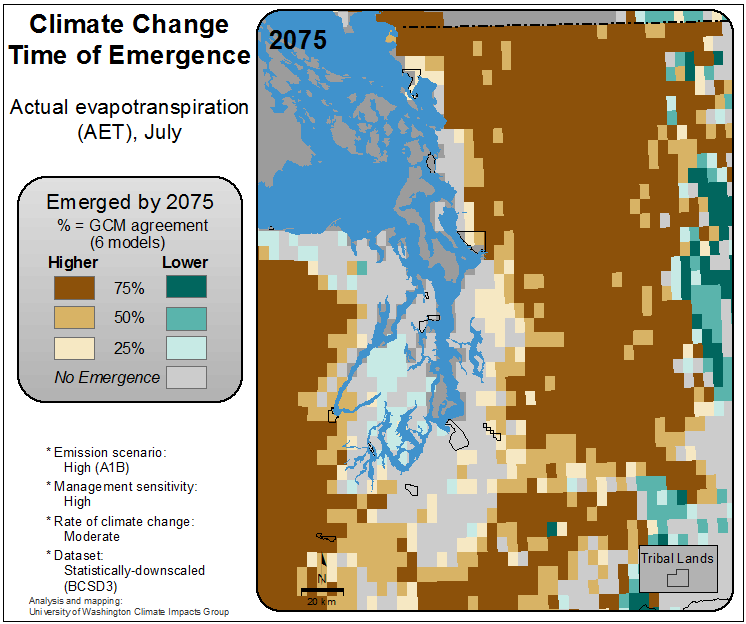 Climate Change
Time of Emergence
Actual evapotranspiration
(AET), July
Emerged by 2075
% = GCM agreement
(6 models)
Higher Lower
75%
50%
25%
No Emergence
* Emission scenario:
High (A1B)
* Management sensitivity:
High
* Rate of climate change:
Moderate
* Dataset:
Statistically-downscaled
(BCSD3)
Analysis and mapping:
University of Washington Climate Impacts Group
2075
N
20 km
Tribal Lands